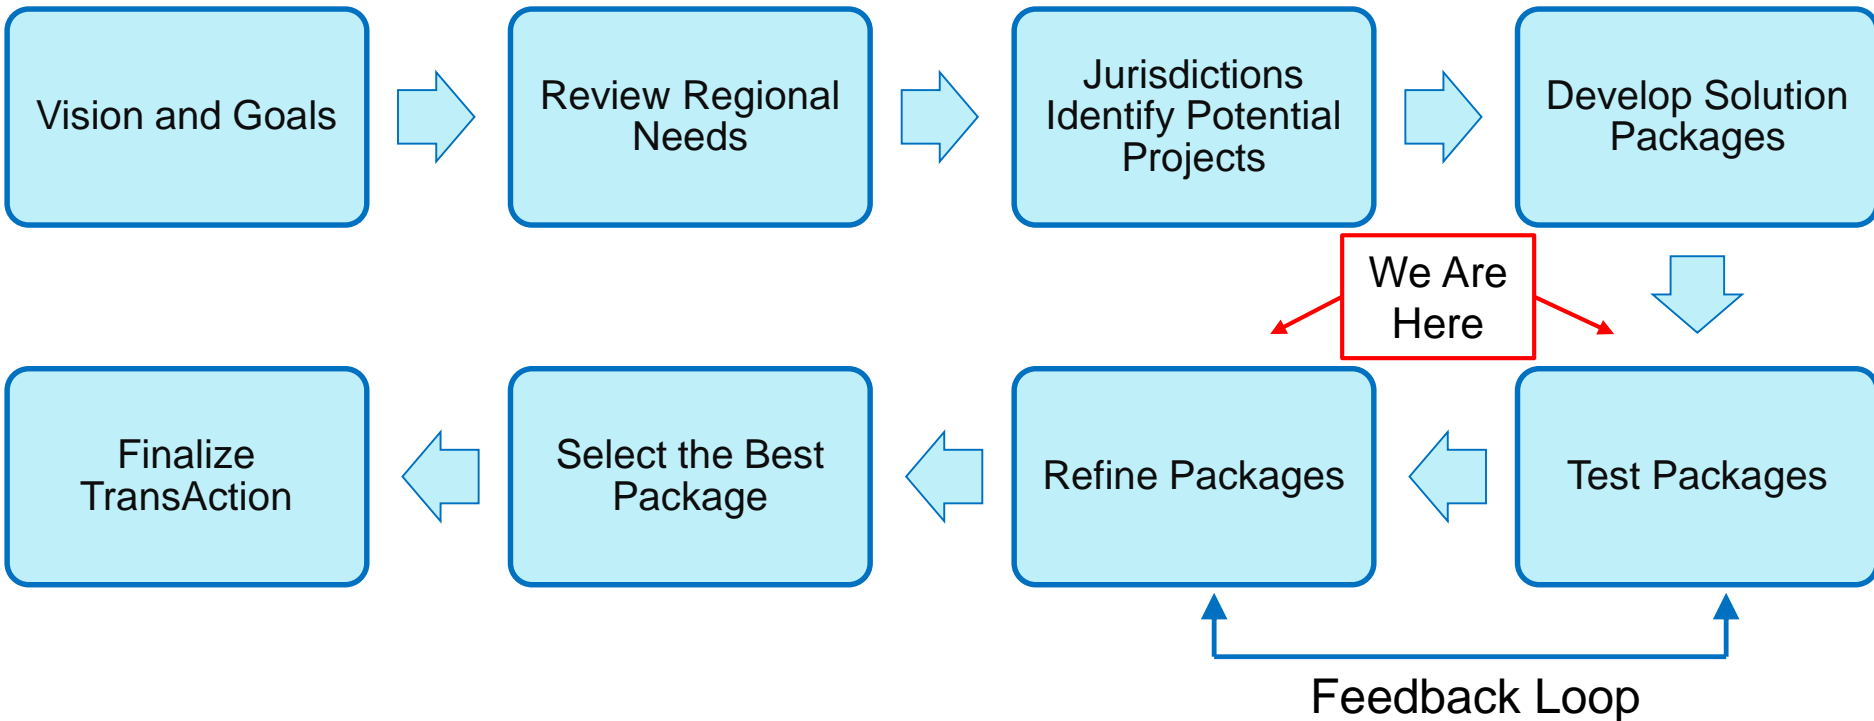 Vision and Goals
Review Regional
Needs
Jurisdictions
Identify Potential
Projects
Develop Solution
Packages
We Are
Here
Finalize
TransAction
Select the Best
Package
Refine Packages
Test Packages
Feedback Loop